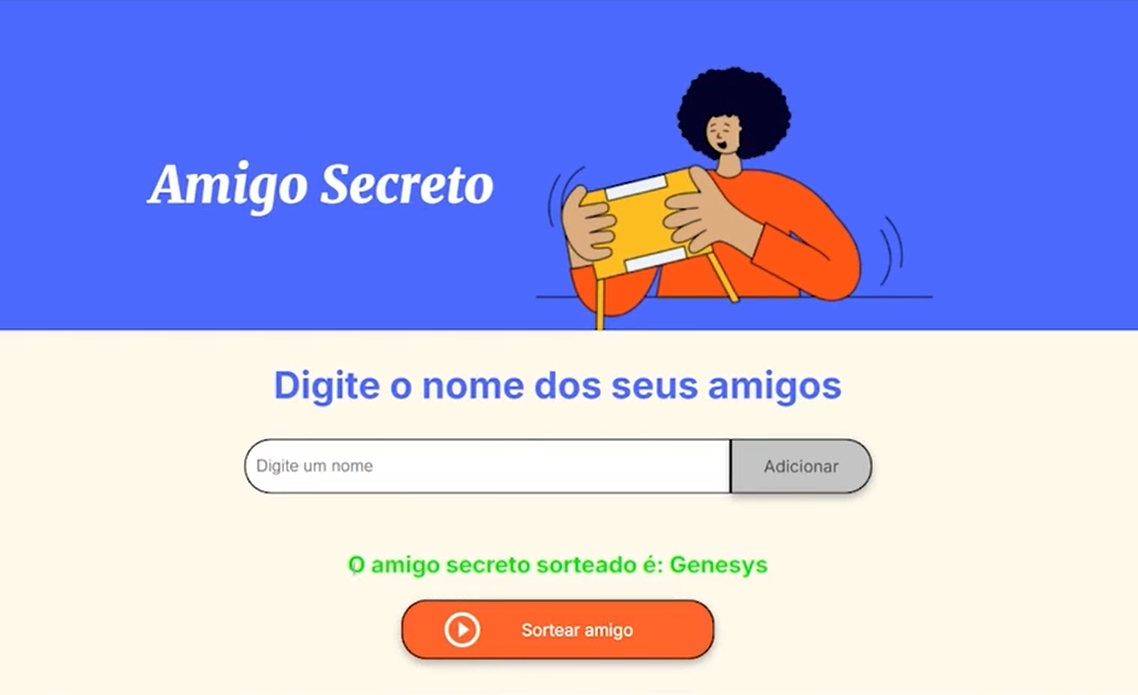 Amigo Secreto
Digite o nome dos seus amigos
Digite um nome
Adicionar
O amigo secreto sorteado é: Genesys
Sortear amigo